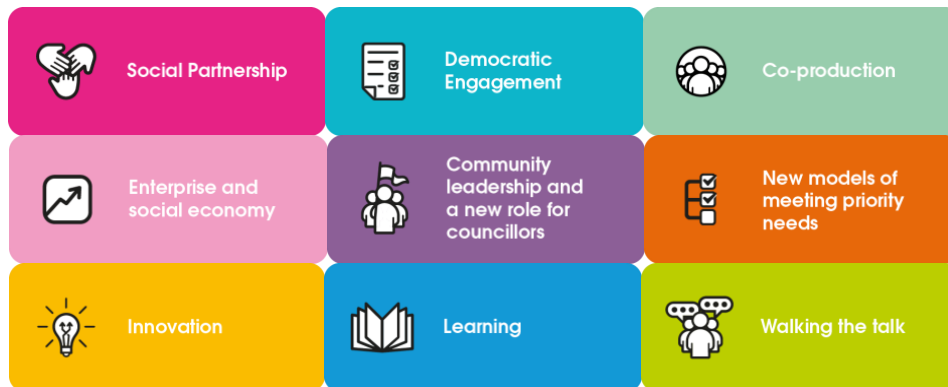 Social Partnership
Democratic
Engagement
Co-production
Enterprise and
social economy
Community
leadership and
a new role for
councillors
New models of
meeting priority
needs
Innovation
Learning
Walking the talk